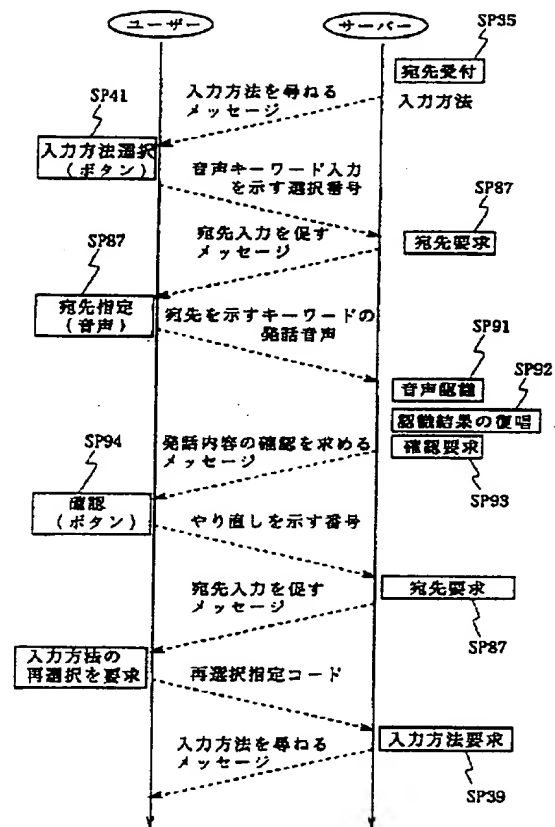 ユーザー
サーバー
SP35
宛先受付
入力方法
入力方法を尋ねる
メッセージ
SP41
入力方法選択
(ボタン)
音声キーワード入力
を示す選択番号
SP87
宛先要求
宛先入力を促す
メッセージ
SP87
宛先指定
(音声)
宛先を示すキーワードの
発話音声
SP91
音声認識
SP92
認識結果の復唱
確認要求
SP93
発話内容の確認を求める
メッセージ
SP94
確認
(ボタン)
やり直しを示す番号
宛先要求
SP87
宛先入力を促す
メッセージ
入力方法の
再選択を要求
再選択指定コード
入力方法要求
SP39
入力方法を尋ねる
メッセージ